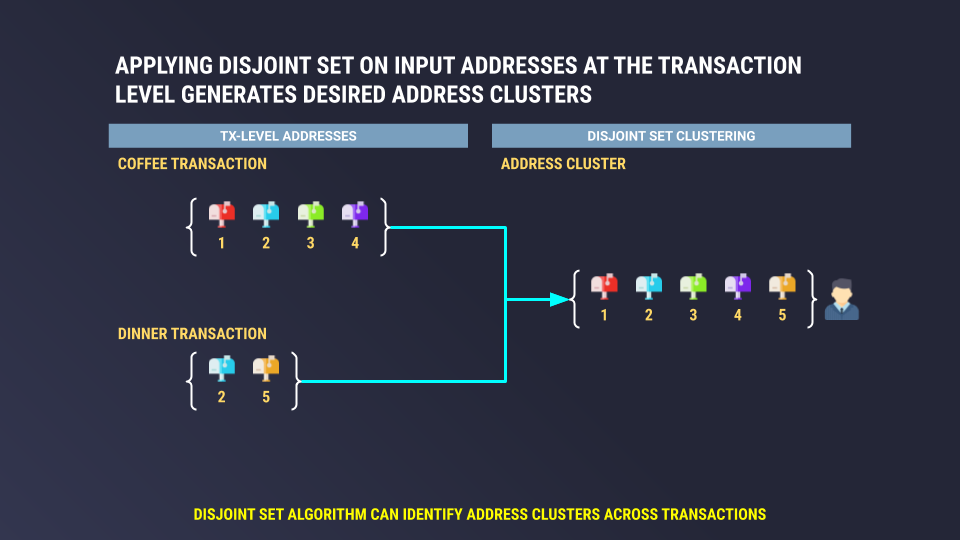 APPLYING DISJOINT SET ON INPUT ADDRESSES AT THE TRANSACTION
LEVEL GENERATES DESIRED ADDRESS CLUSTERS
TX-LEVEL ADDRESSES
DISJOINT SET CLUSTERING
COFFEE TRANSACTION
ADDRESS CLUSTER
1 2 3 4
1 2 3 4 5
DINNER TRANSACTION
2 5
DISJOINT SET ALGORITHM CAN IDENTIFY ADDRESS CLUSTERS ACROSS TRANSACTIONS